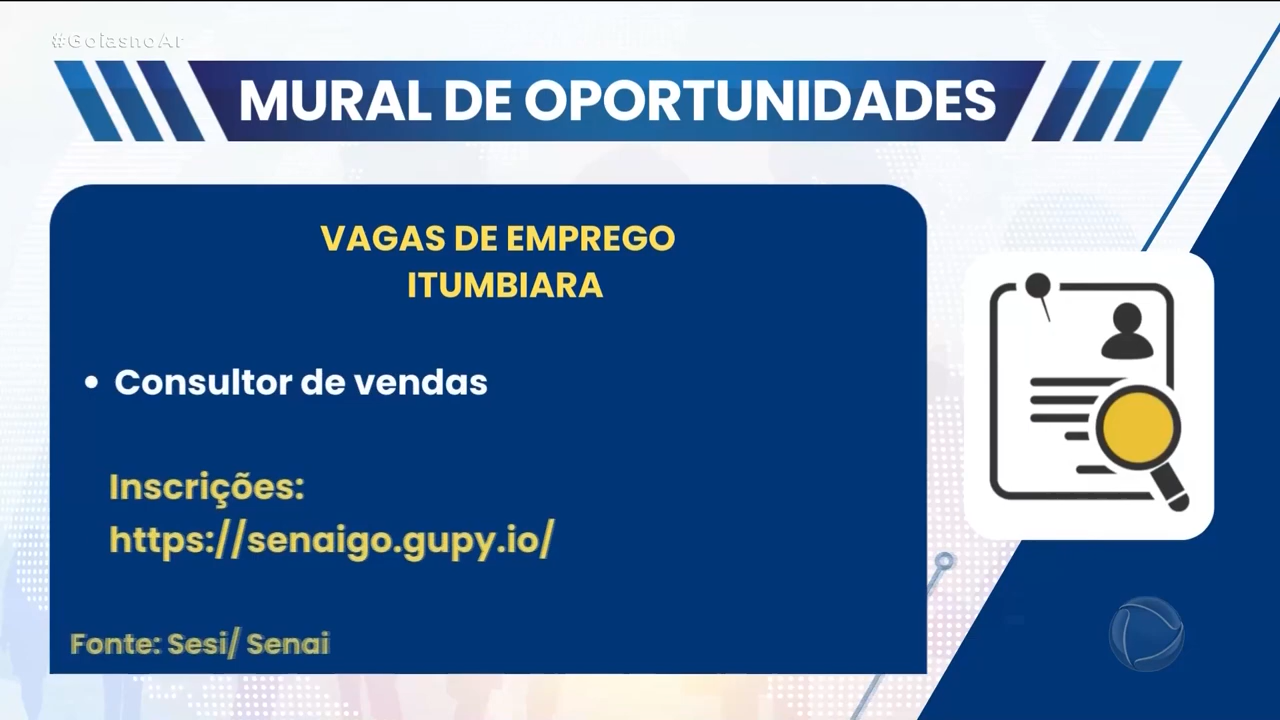 #GoiasnoAr
MURAL DE OPORTUNIDADES
VAGAS DE EMPREGO
ITUMBIARA
• Consultor de vendas
Inscrições:
https://senaigo.gupy.io/
Fonte: Sesi/ Senai